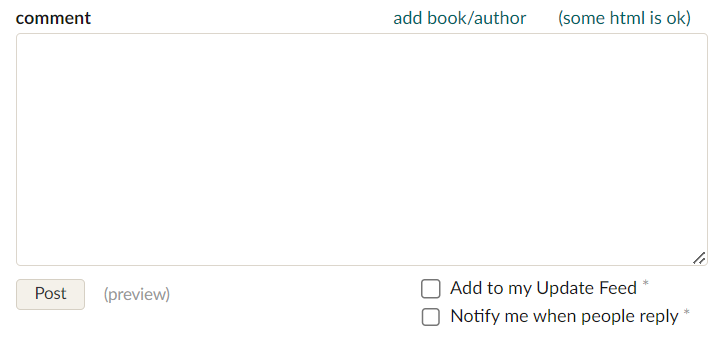 comment add book/author (some html is ok)
Post (preview)
Add to my Update Feed *
Notify me when people reply *